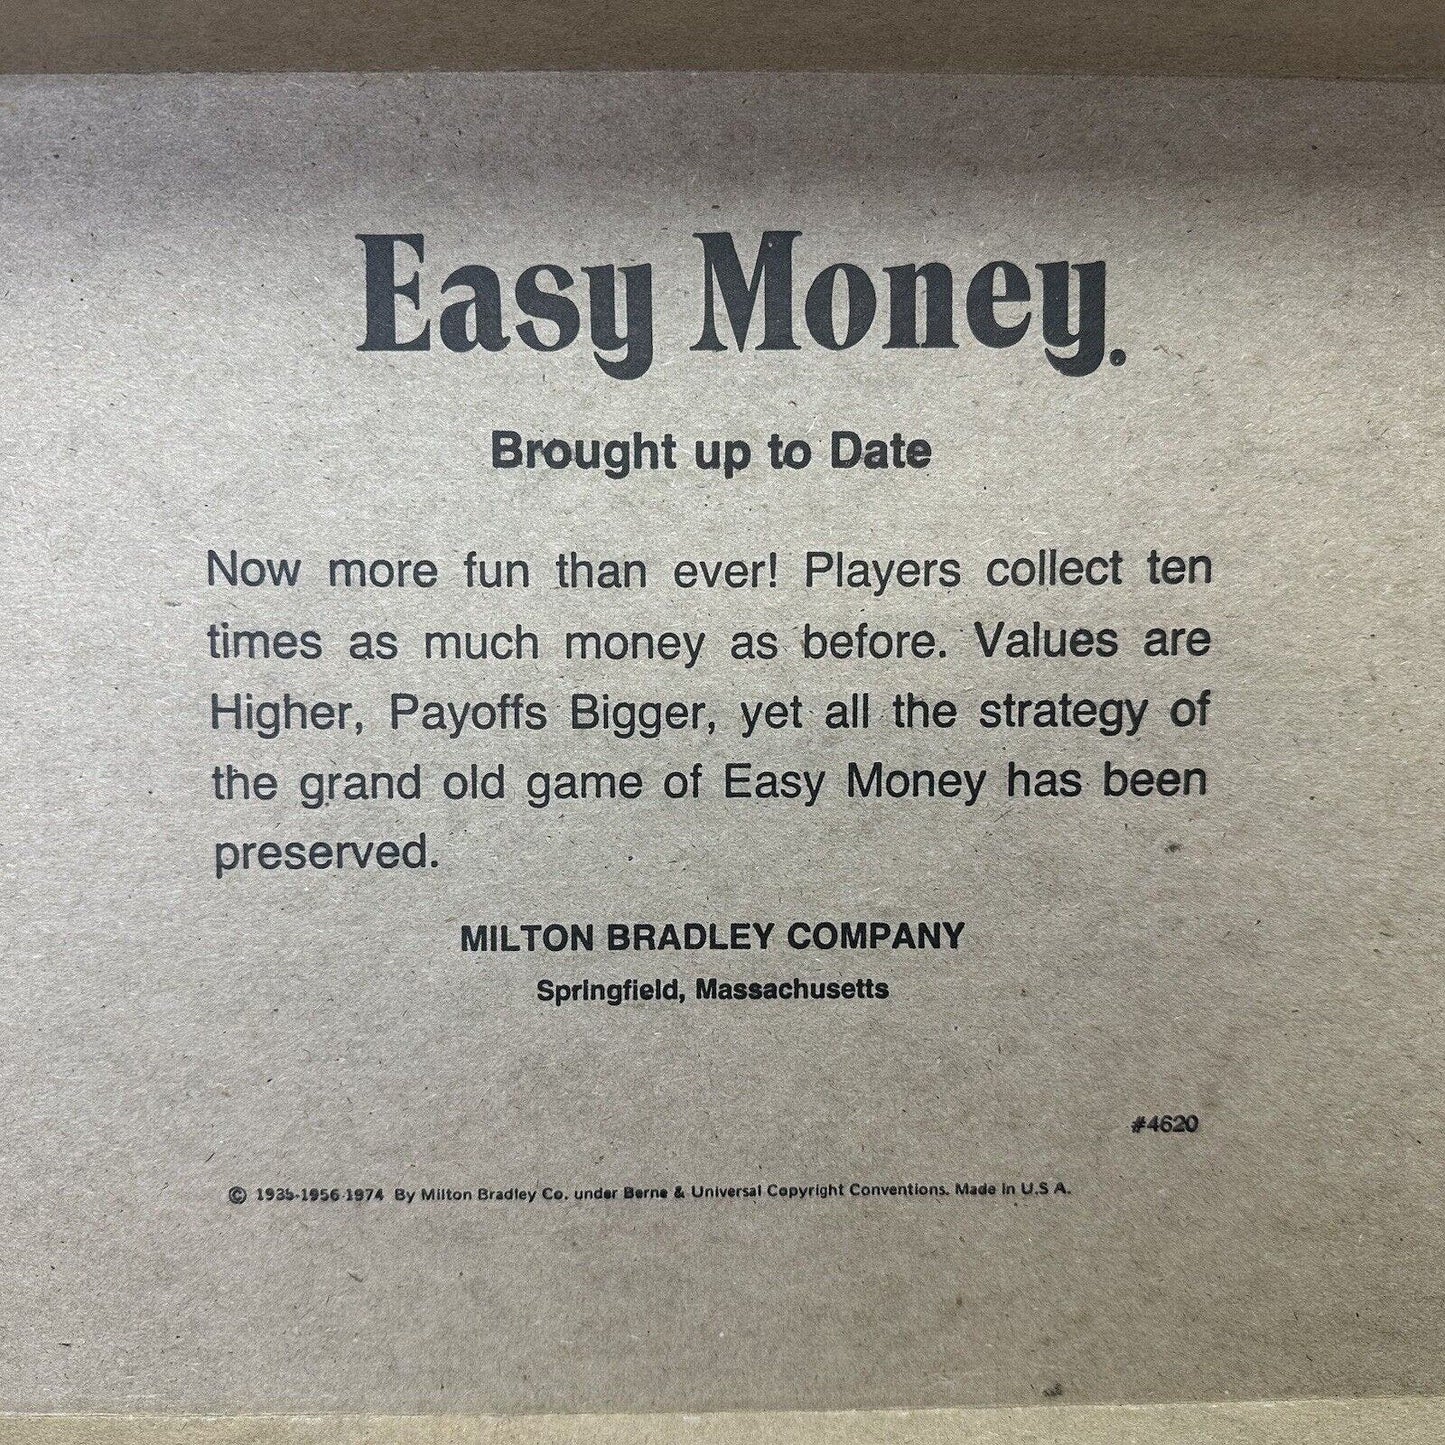 Easy Money.
Brought up to Date
Now more fun than ever! Players collect ten
times as much money as before. Values are
Higher, Payoffs Bigger, yet all the strategy of
the grand old game of Easy Money has been
preserved.
MILTON BRADLEY COMPANY
Springfield, Massachusetts
#4620
© 1935-1956-1974 By Milton Bradley Co. under Berne & Universal Copyright Conventions. Made in U.S A.